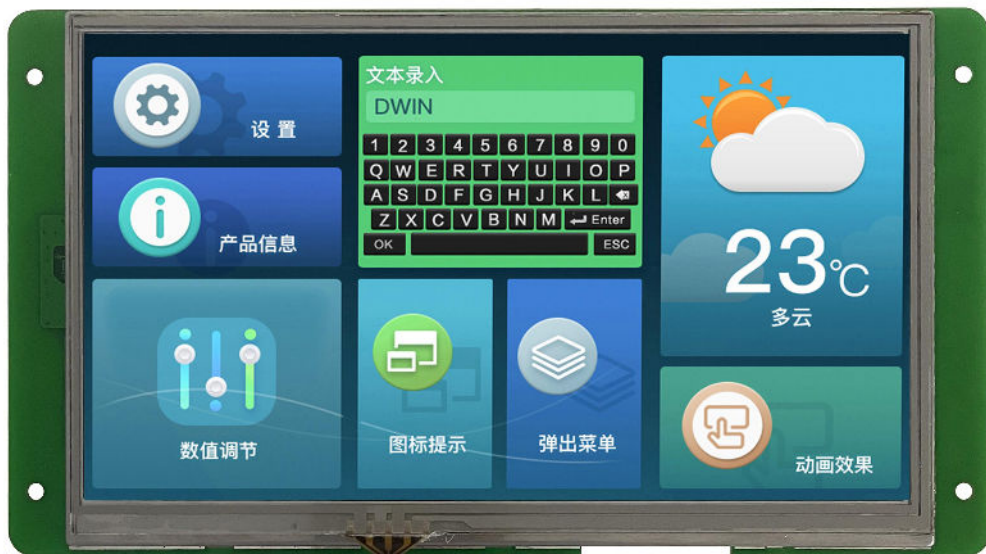 设 置
产品信息
数值调节
文本录入
DWIN
1 2 3 4 5 6 7 8 9 0
Q W E R T Y U I O P
A S D F G H J K L
Z X C V B N M Enter
OK ESC
图标提示
弹出菜单
23℃
多云
动画效果